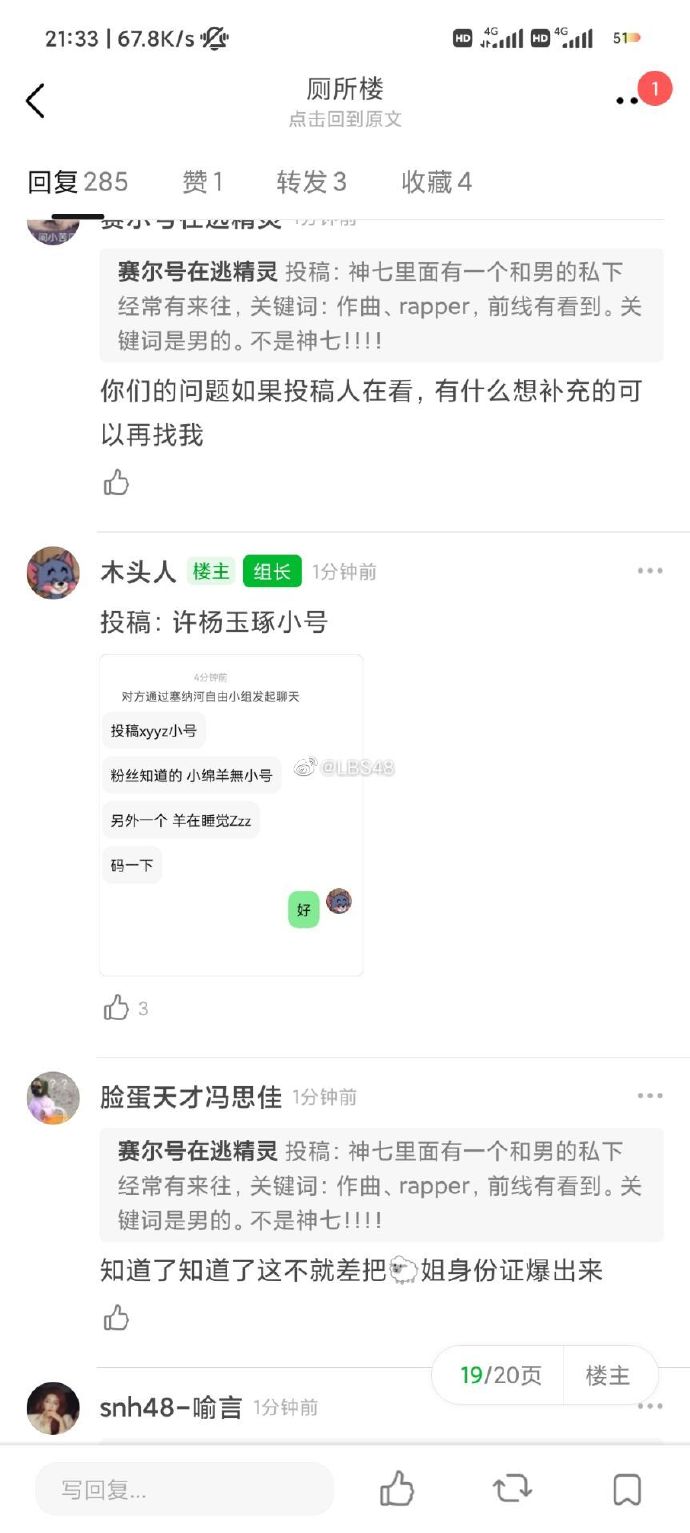 21:33 | 67.8K/s
HD 4G HD 4G 51
厕所楼
1
点击回到原文
回复 285 赞 1 转发 3 收藏 4
赛尔号在逃精灵 1分钟前
赛尔号在逃精灵 投稿：神七里面有一个和男的私下
经常有来往，关键词：作曲、rapper，前线有看到。关
键词是男的。不是神七!!!!
你们的问题如果投稿人在看，有什么想补充的可
以再找我
木头人 楼主 组长 1分钟前
投稿：许杨玉琢小号
4分钟前
对方通过塞纳河自由小组发起聊天
投稿xyyz小号
@LBS48
粉丝知道的 小绵羊無小号
另外一个 羊在睡觉Zzz
码一下
好
3
脸蛋天才冯思佳 1分钟前
赛尔号在逃精灵 投稿：神七里面有一个和男的私下
经常有来往，关键词：作曲、rapper，前线有看到。关
键词是男的。不是神七!!!!
知道了知道了这不就差把🐑姐身份证爆出来
19/20页 楼主
snh48-喻言 1分钟前
写回复...